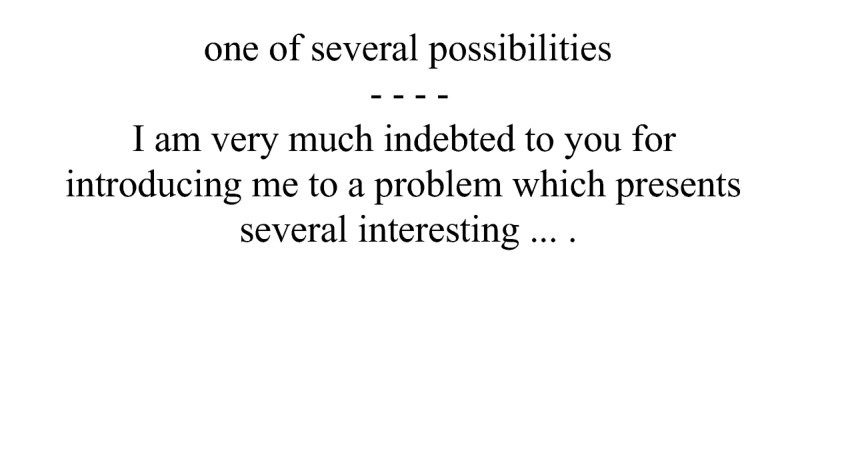 one of several possibilities
- - - -
I am very much indebted to you for
introducing me to a problem which presents
several interesting ... .